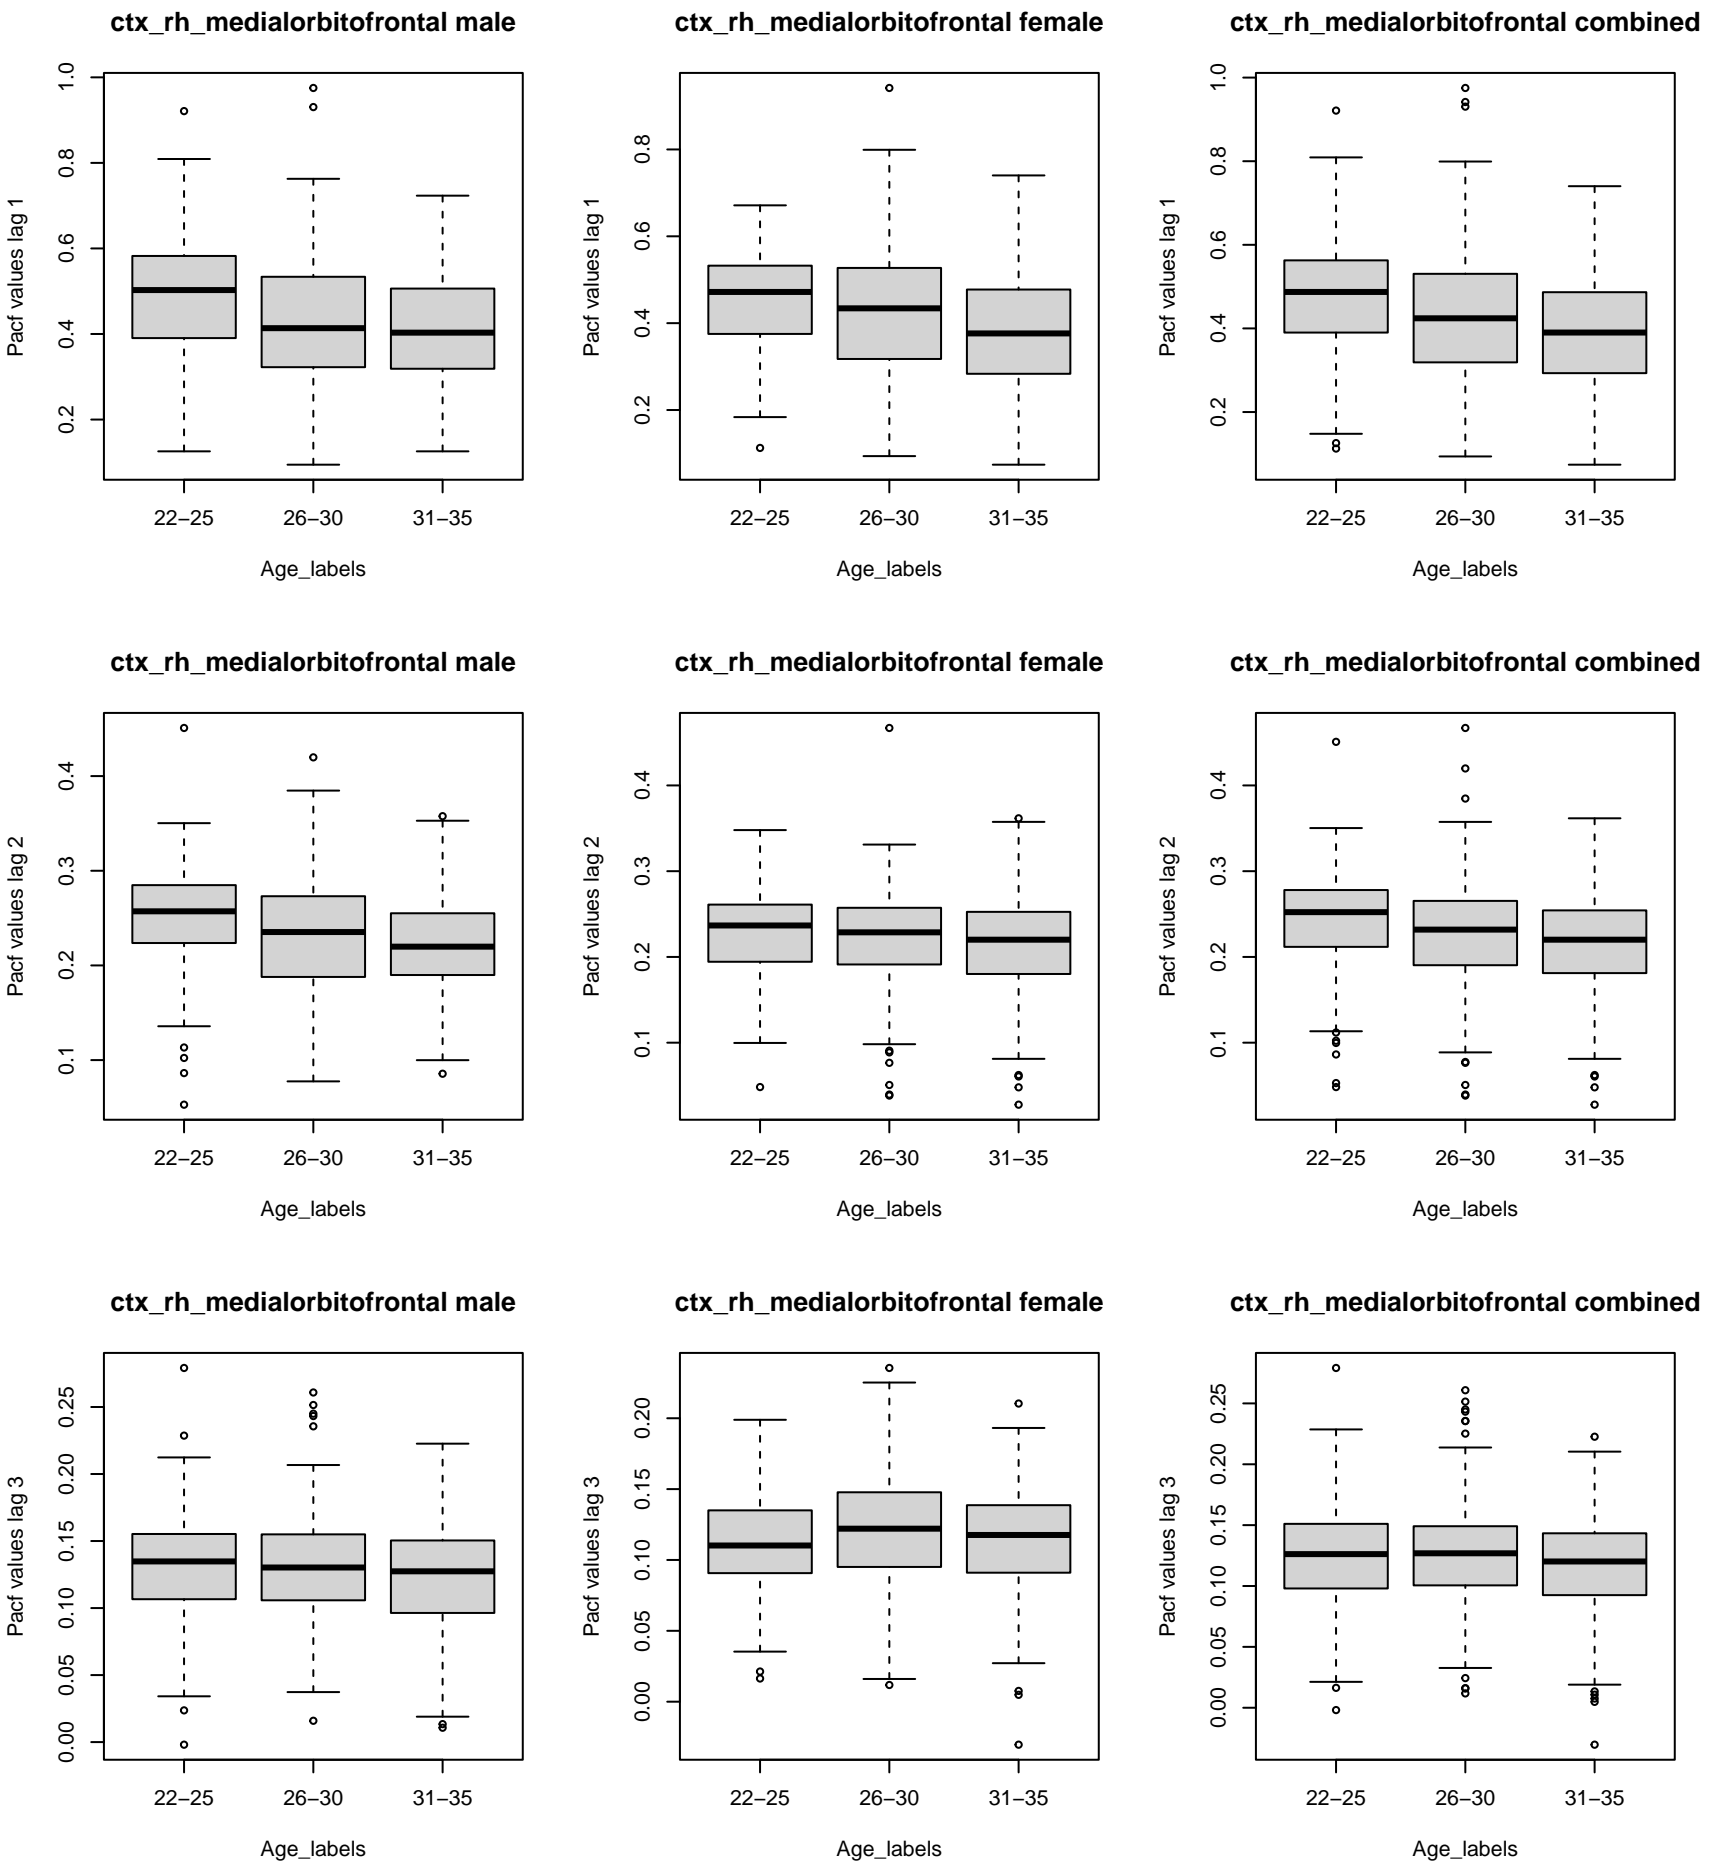 ctx_rh_medialorbitofrontal male
ctx_rh_medialorbitofrontal female
ctx_rh_medialorbitofrontal combined
Pacf values lag 1
0.2 0.4 0.6 0.8 1.0
22−25 26−30 31−35
Age_labels
Pacf values lag 1
0.2 0.4 0.6 0.8
22−25 26−30 31−35
Age_labels
Pacf values lag 1
0.2 0.4 0.6 0.8 1.0
22−25 26−30 31−35
Age_labels
ctx_rh_medialorbitofrontal male
ctx_rh_medialorbitofrontal female
ctx_rh_medialorbitofrontal combined
Pacf values lag 2
0.1 0.2 0.3 0.4
22−25 26−30 31−35
Age_labels
Pacf values lag 2
0.1 0.2 0.3 0.4
22−25 26−30 31−35
Age_labels
Pacf values lag 2
0.1 0.2 0.3 0.4
22−25 26−30 31−35
Age_labels
ctx_rh_medialorbitofrontal male
ctx_rh_medialorbitofrontal female
ctx_rh_medialorbitofrontal combined
Pacf values lag 3
0.00 0.05 0.10 0.15 0.20 0.25
22−25 26−30 31−35
Age_labels
Pacf values lag 3
0.00 0.05 0.10 0.15 0.20
22−25 26−30 31−35
Age_labels
Pacf values lag 3
0.00 0.05 0.10 0.15 0.20 0.25
22−25 26−30 31−35
Age_labels